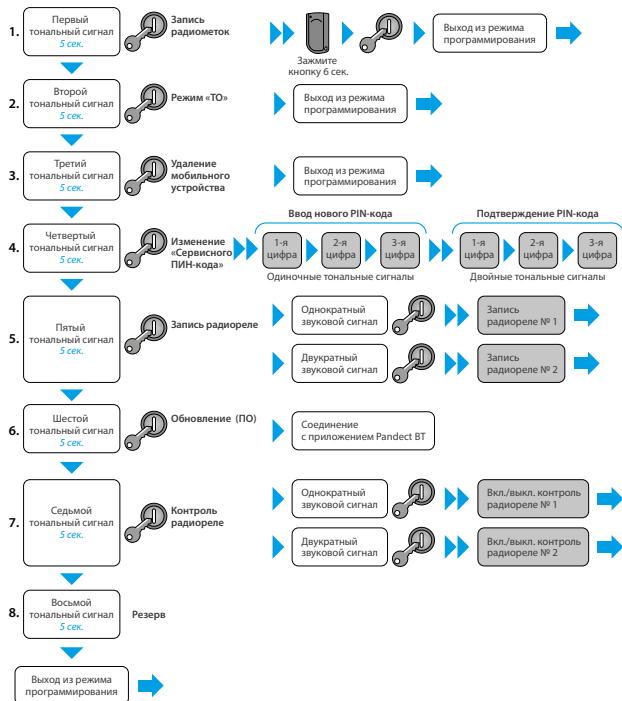 1.
Первый
тональный сигнал
5 сек.
Запись
радиометок
Зажмите
кнопку 6 сек.
Выход из режима
программирования
2.
Второй
тональный сигнал
5 сек.
Режим «ТО»
Выход из режима
программирования
3.
Третий
тональный сигнал
5 сек.
Удаление
мобильного
устройства
Выход из режима
программирования
4.
Четвертый
тональный сигнал
5 сек.
Изменение
«Сервисного
ПИН-кода»
Ввод нового PIN-кода
1-я
цифра
2-я
цифра
3-я
цифра
Одиночные тональные сигналы
Подтверждение PIN-кода
1-я
цифра
2-я
цифра
3-я
цифра
Двойные тональные сигналы
5.
Пятый
тональный сигнал
5 сек.
Запись радиореле
Однократный
звуковой сигнал
Запись
радиореле № 1
Двукратный
звуковой сигнал
Запись
радиореле № 2
6.
Шестой
тональный сигнал
5 сек.
Обновление (ПО)
Соединение
с приложением Pandect BT
7.
Седьмой
тональный сигнал
5 сек.
Контроль
радиореле
Однократный
звуковой сигнал
Вкл./выкл. контроль
радиореле № 1
Двукратный
звуковой сигнал
Вкл./выкл. контроль
радиореле № 2
8.
Восьмой
тональный сигнал
5 сек.
Резерв
Выход из режима
программирования